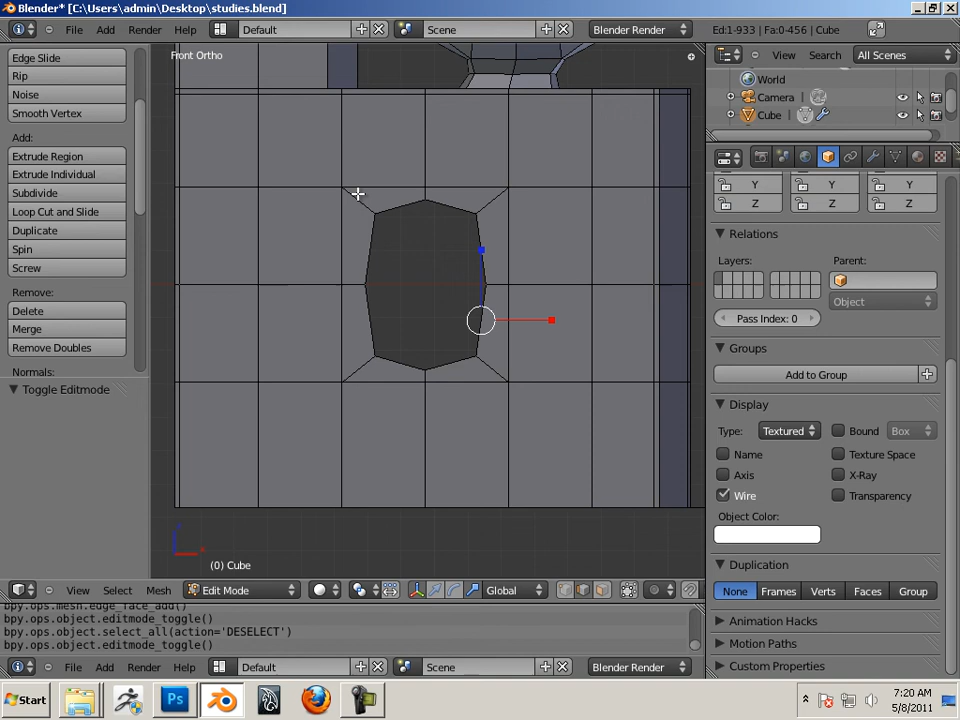 Blender* [C:\Users\admin\Desktop\studies.blend]
File Add Render Help Default Scene Blender Render Ed:1-933 | Fa:0-456 | Cube
Edge Slide
Rip
Noise
Smooth Vertex
Add:
Extrude Region
Extrude Individual
Subdivide
Loop Cut and Slide
Duplicate
Spin
Screw
Remove:
Delete
Merge
Remove Doubles
Normals:
Toggle Editmode
Front Ortho
(0) Cube
View Select Mesh Edit Mode Global
bpy.ops.mesh.edge_face_add()
bpy.ops.object.editmode_toggle()
bpy.ops.object.select_all(action='DESELECT')
bpy.ops.object.editmode_toggle()
File Add Render Help Default Scene Blender Render
View Search All Scenes
World
Camera
Cube
Y Y Y
Z Z Z
Relations
Layers: Parent:
Object
Pass Index: 0
Groups
Add to Group
Display
Type: Textured Bound Box
Name Texture Space
Axis X-Ray
Wire Transparency
Object Color:
Duplication
None Frames Verts Faces Group
Animation Hacks
Motion Paths
Custom Properties
Start Ps 7:20 AM
5/8/2011